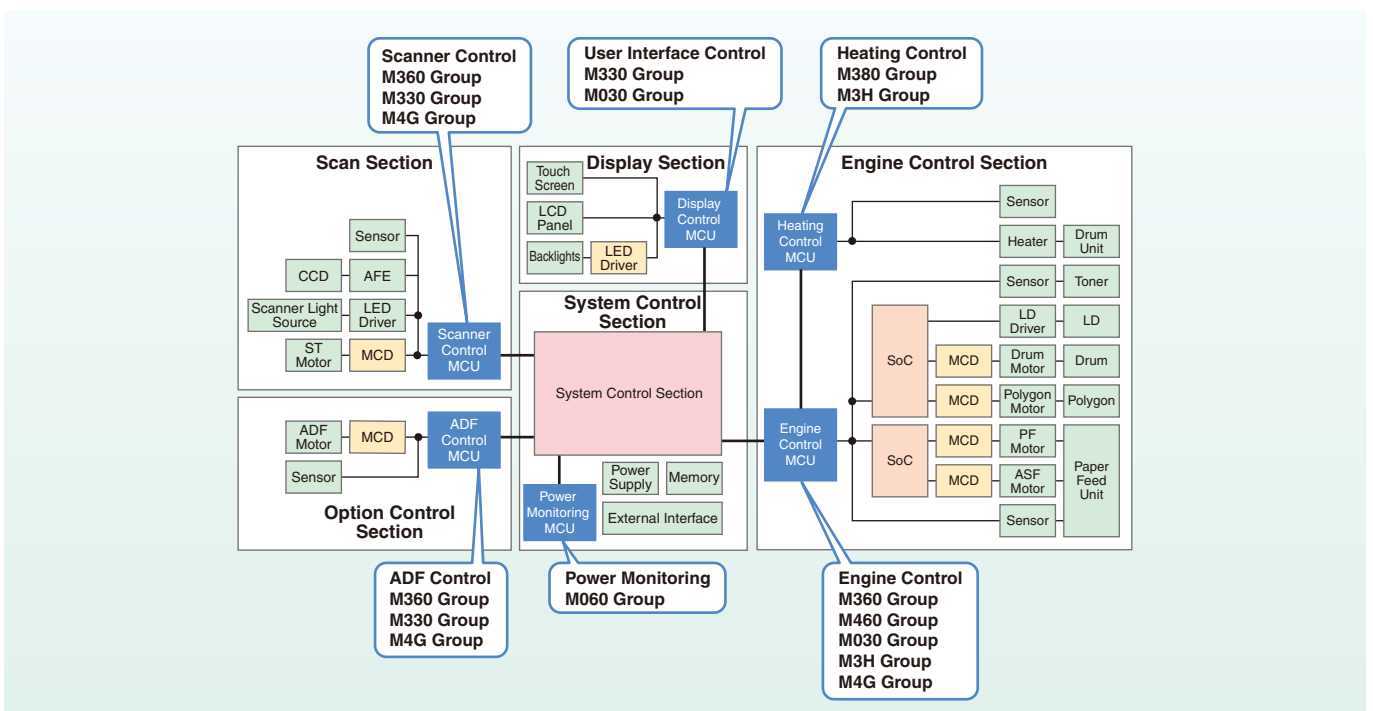 Scanner Control
M360 Group
M330 Group
M4G Group
User Interface Control
M330 Group
M030 Group
Heating Control
M380 Group
M3H Group
Scan Section
Sensor
CCD
AFE
Scanner Light
Source
LED
Driver
ST
Motor
MCD
Scanner
Control
MCU
Display Section
Touch
Screen
LCD
Panel
Backlights
LED
Driver
Display
Control
MCU
Engine Control Section
Heating
Control
MCU
Sensor
Heater
Drum
Unit
Sensor
Toner
SoC
LD
Driver
LD
MCD
Drum
Motor
Drum
MCD
Polygon
Motor
Polygon
Engine
Control
MCU
SoC
MCD
PF
Motor
MCD
ASF
Motor
Paper
Feed
Unit
Sensor
System Control
Section
System Control Section
Power
Supply
Memory
External Interface
Power
Monitoring
MCU
ADF
Motor
MCD
ADF
Control
MCU
Sensor
Option Control
Section
ADF Control
M360 Group
M330 Group
M4G Group
Power Monitoring
M060 Group
Engine Control
M360 Group
M460 Group
M030 Group
M3H Group
M4G Group